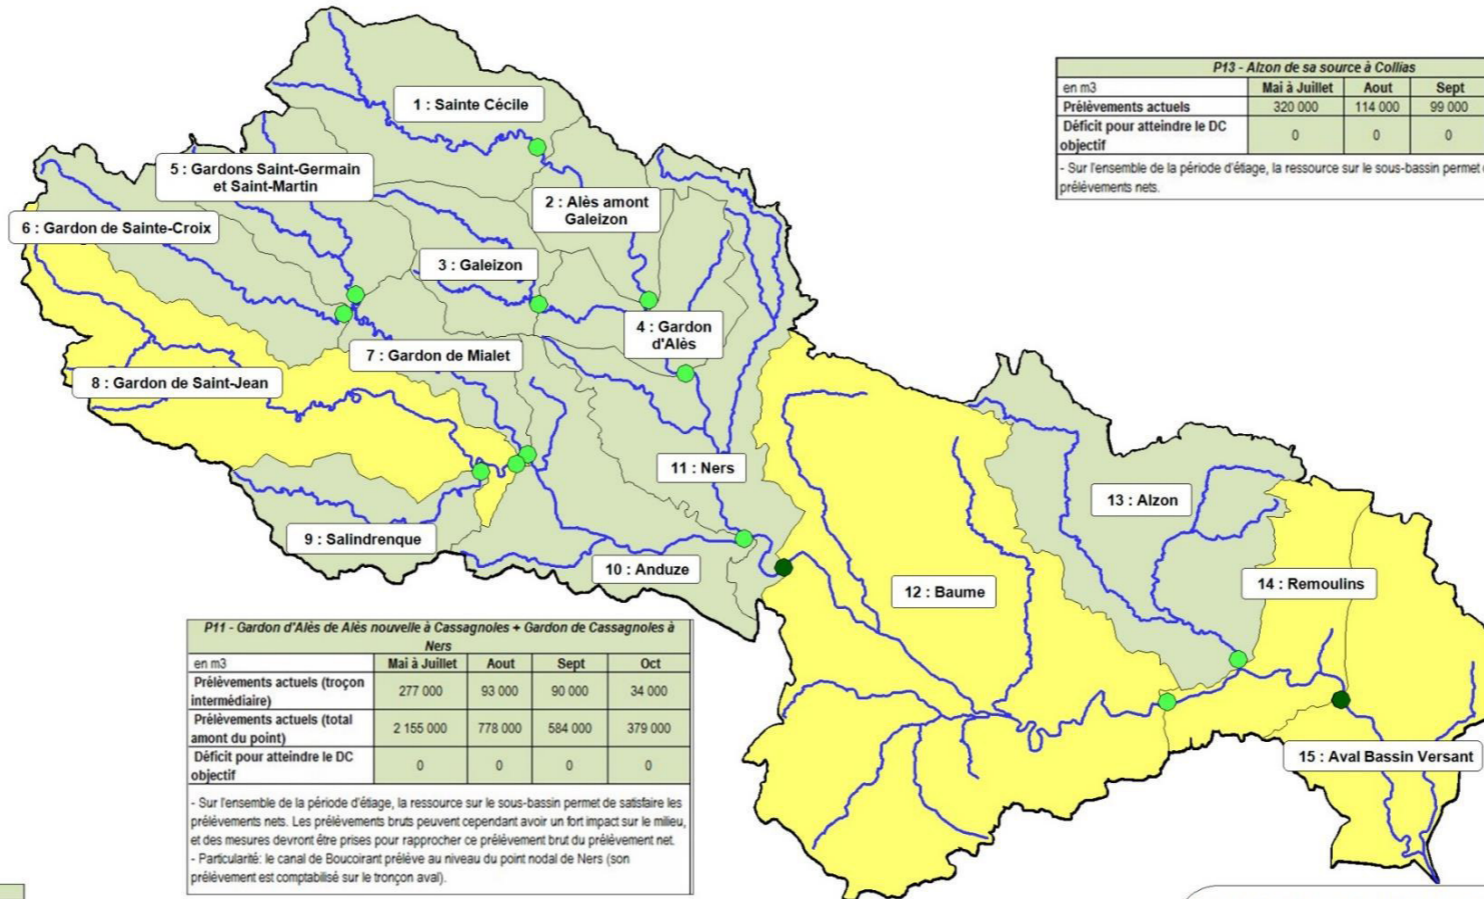 P13 - Alzon de sa source à Collias
en m3 Mai à Juillet Aout Sept
Prélèvements actuels 320 000 114 000 99 000
Déficit pour atteindre le DC
objectif 0 0 0
- Sur l'ensemble de la période d'étiage, la ressource sur le sous-bassin permet
prélèvements nets.
1 : Sainte Cécile
5 : Gardons Saint-Germain
et Saint-Martin
2 : Alès amont
Galeizon
6 : Gardon de Sainte-Croix
3 : Galeizon
4 : Gardon
d'Alès
7 : Gardon de Mialet
8 : Gardon de Saint-Jean
11 : Ners
13 : Alzon
9 : Salindrenque
10 : Anduze
12 : Baume
14 : Remoulins
15 : Aval Bassin Versant
P11 - Gardon d'Alès de Alès nouvelle à Cassagnoles + Gardon de Cassagnoles à
Ners
en m3 Mai à Juillet Aout Sept Oct
Prélèvements actuels (troçon
intermédiaire) 277 000 93 000 90 000 34 000
Prélèvements actuels (total
amont du point) 2 155 000 778 000 584 000 379 000
Déficit pour atteindre le DC
objectif 0 0 0 0
- Sur l'ensemble de la période d'étiage, la ressource sur le sous-bassin permet de satisfaire les
prélèvements nets. Les prélèvements bruts peuvent cependant avoir un fort impact sur le milieu,
et des mesures devront être prises pour rapprocher ce prélèvement brut du prélèvement net.
- Particularité: le canal de Boucoirant prélève au niveau du point nodal de Ners (son
prélèvement est comptabilisé sur le tronçon aval).